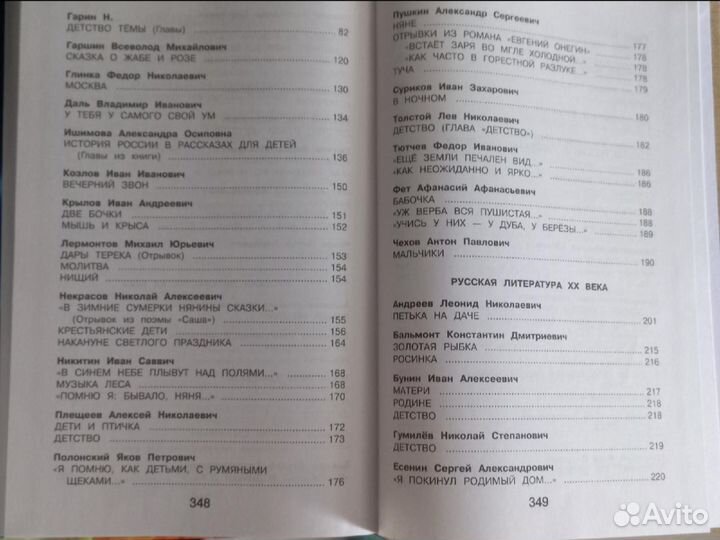 Гарин Н.
ДЕТСТВО ТЁМЫ (Главы) 82
Гаршин Всеволод Михайлович
СКАЗКА О ЖАБЕ И РОЗЕ 120
Глинка Федор Николаевич
МОСКВА 130
Даль Владимир Иванович
У ТЕБЯ У САМОГО СВОЙ УМ 134
Ишимова Александра Осиповна
ИСТОРИЯ РОССИИ В РАССКАЗАХ ДЛЯ ДЕТЕЙ
(Главы из книги) 136
Козлов Иван Иванович
ВЕЧЕРНИЙ ЗВОН 150
Крылов Иван Андреевич
ДВЕ БОЧКИ 151
МЫШЬ И КРЫСА 152
Лермонтов Михаил Юрьевич
ДАРЫ ТЕРЕКА (Отрывок) 153
МОЛИТВА 154
НИЩИЙ 154
Некрасов Николай Алексеевич
«В ЗИМНИЕ СУМЕРКИ НЯНИНЫ СКАЗКИ...»
(Отрывок из поэмы «Саша») 155
КРЕСТЬЯНСКИЕ ДЕТИ 156
НАКАНУНЕ СВЕТЛОГО ПРАЗДНИКА 164
Никитин Иван Саввич
«В СИНЕМ НЕБЕ ПЛЫВУТ НАД ПОЛЯМИ...» 168
МУЗЫКА ЛЕСА 168
«ПОМНЮ Я: БЫВАЛО, НЯНЯ...» 170
Плещеев Алексей Николаевич
ДЕТИ И ПТИЧКА 172
ДЕТСТВО 173
Полонский Яков Петрович
«Я ПОМНЮ, КАК ДЕТЬМИ, С РУМЯНЫМИ
ЩЕКАМИ...» 176
348
Пушкин Александр Сергеевич
НЯНЕ 177
ОТРЫВКИ ИЗ РОМАНА «ЕВГЕНИЙ ОНЕГИН»
«ВСТАЁТ ЗАРЯ ВО МГЛЕ ХОЛОДНОЙ...» 178
«КАК ЧАСТО В ГОРЕСТНОЙ РАЗЛУКЕ...» 178
ТУЧА 179
Суриков Иван Захарович
В НОЧНОМ 180
Толстой Лев Николаевич
ДЕТСТВО (ГЛАВА «ДЕТСТВО») 182
Тютчев Федор Иванович
«ЕЩЁ ЗЕМЛИ ПЕЧАЛЕН ВИД...» 186
«КАК НЕОЖИДАННО И ЯРКО...» 186
Фет Афанасий Афанасьевич
БАБОЧКА 188
«УЖ ВЕРБА ВСЯ ПУШИСТАЯ...» 188
«УЧИСЬ У НИХ — У ДУБА, У БЕРЁЗЫ...» 189
Чехов Антон Павлович
МАЛЬЧИКИ 190
РУССКАЯ ЛИТЕРАТУРА XX ВЕКА
Андреев Леонид Николаевич
ПЕТЬКА НА ДАЧЕ 201
Бальмонт Константин Дмитриевич
ЗОЛОТАЯ РЫБКА 215
РОСИНКА 216
Бунин Иван Алексеевич
МАТЕРИ 217
РОДИНЕ 218
ДЕТСТВО 218
Гумилёв Николай Степанович
ДЕТСТВО 219
Есенин Сергей Александрович
«Я ПОКИНУЛ РОДИМЫЙ ДОМ...» 220
349
Avito